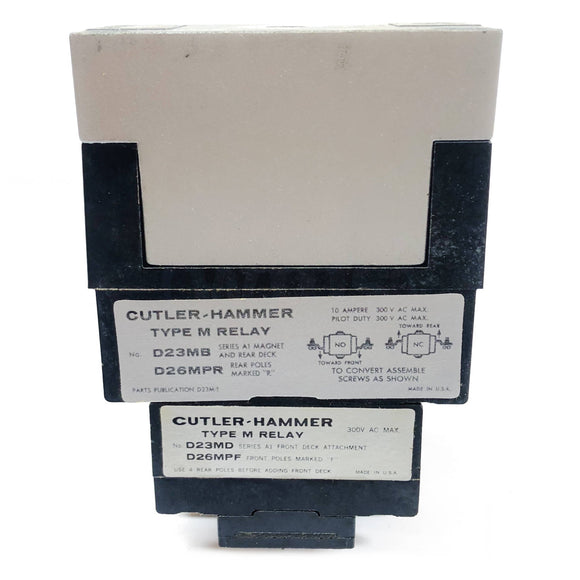 CUTLER-HAMMER
TYPE M RELAY
No. D23MB SERIES A1 MAGNET AND REAR DECK
D26MPR REAR POLES MARKED "R"
PARTS PUBLICATION D23M-1
10 AMPERE 300 V AC MAX.
PILOT DUTY 300 V AC MAX.
TOWARD REAR
NO NC
TOWARD FRONT
TO CONVERT ASSEMBLE
SCREWS AS SHOWN
MADE IN U.S.A.
CUTLER-HAMMER
TYPE M RELAY 300V AC MAX.
No. D23MD SERIES A1 FRONT DECK ATTACHMENT
D26MPF FRONT POLES MARKED "F"
USE 4 REAR POLES BEFORE ADDING FRONT DECK MADE IN U.S.A.